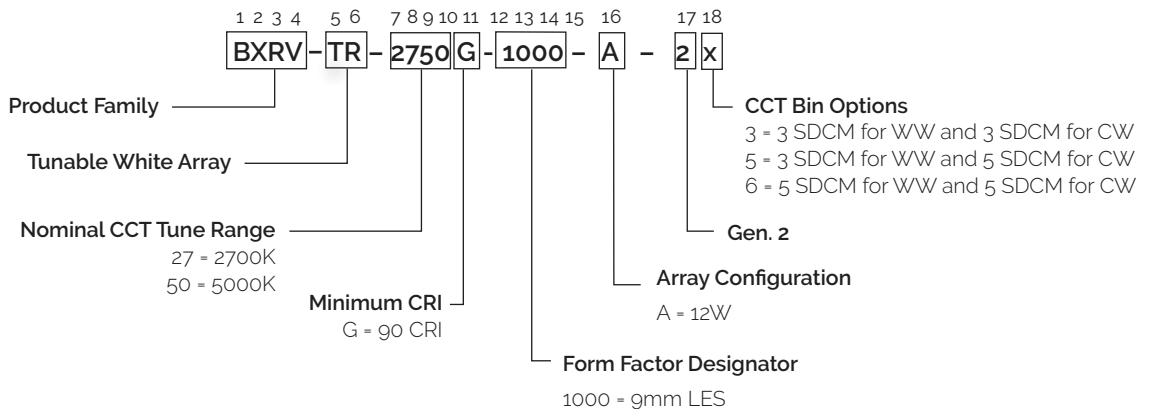 1 2 3 4 5 6 7 8 9 10 11 12 13 14 15 16 17 18
BXRV – TR – 2750 G - 1000 – A – 2 x
Product Family
CCT Bin Options
3 = 3 SDCM for WW and 3 SDCM for CW
5 = 3 SDCM for WW and 5 SDCM for CW
6 = 5 SDCM for WW and 5 SDCM for CW
Tunable White Array
Nominal CCT Tune Range
27 = 2700K
50 = 5000K
Gen. 2
Array Configuration
A = 12W
Minimum CRI
G = 90 CRI
Form Factor Designator
1000 = 9mm LES